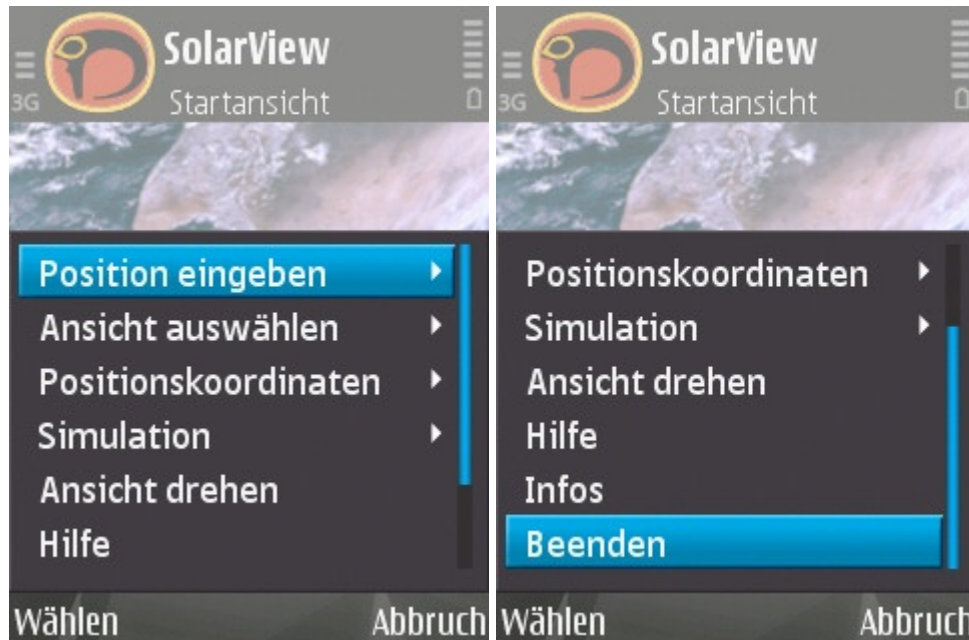 SolarView
3G
Startansicht
Position eingeben
Ansicht auswählen
Positionskoordinaten
Simulation
Ansicht drehen
Hilfe
Wählen Abbruch
SolarView
3G
Startansicht
Positionskoordinaten
Simulation
Ansicht drehen
Hilfe
Infos
Beenden
Wählen Abbruch